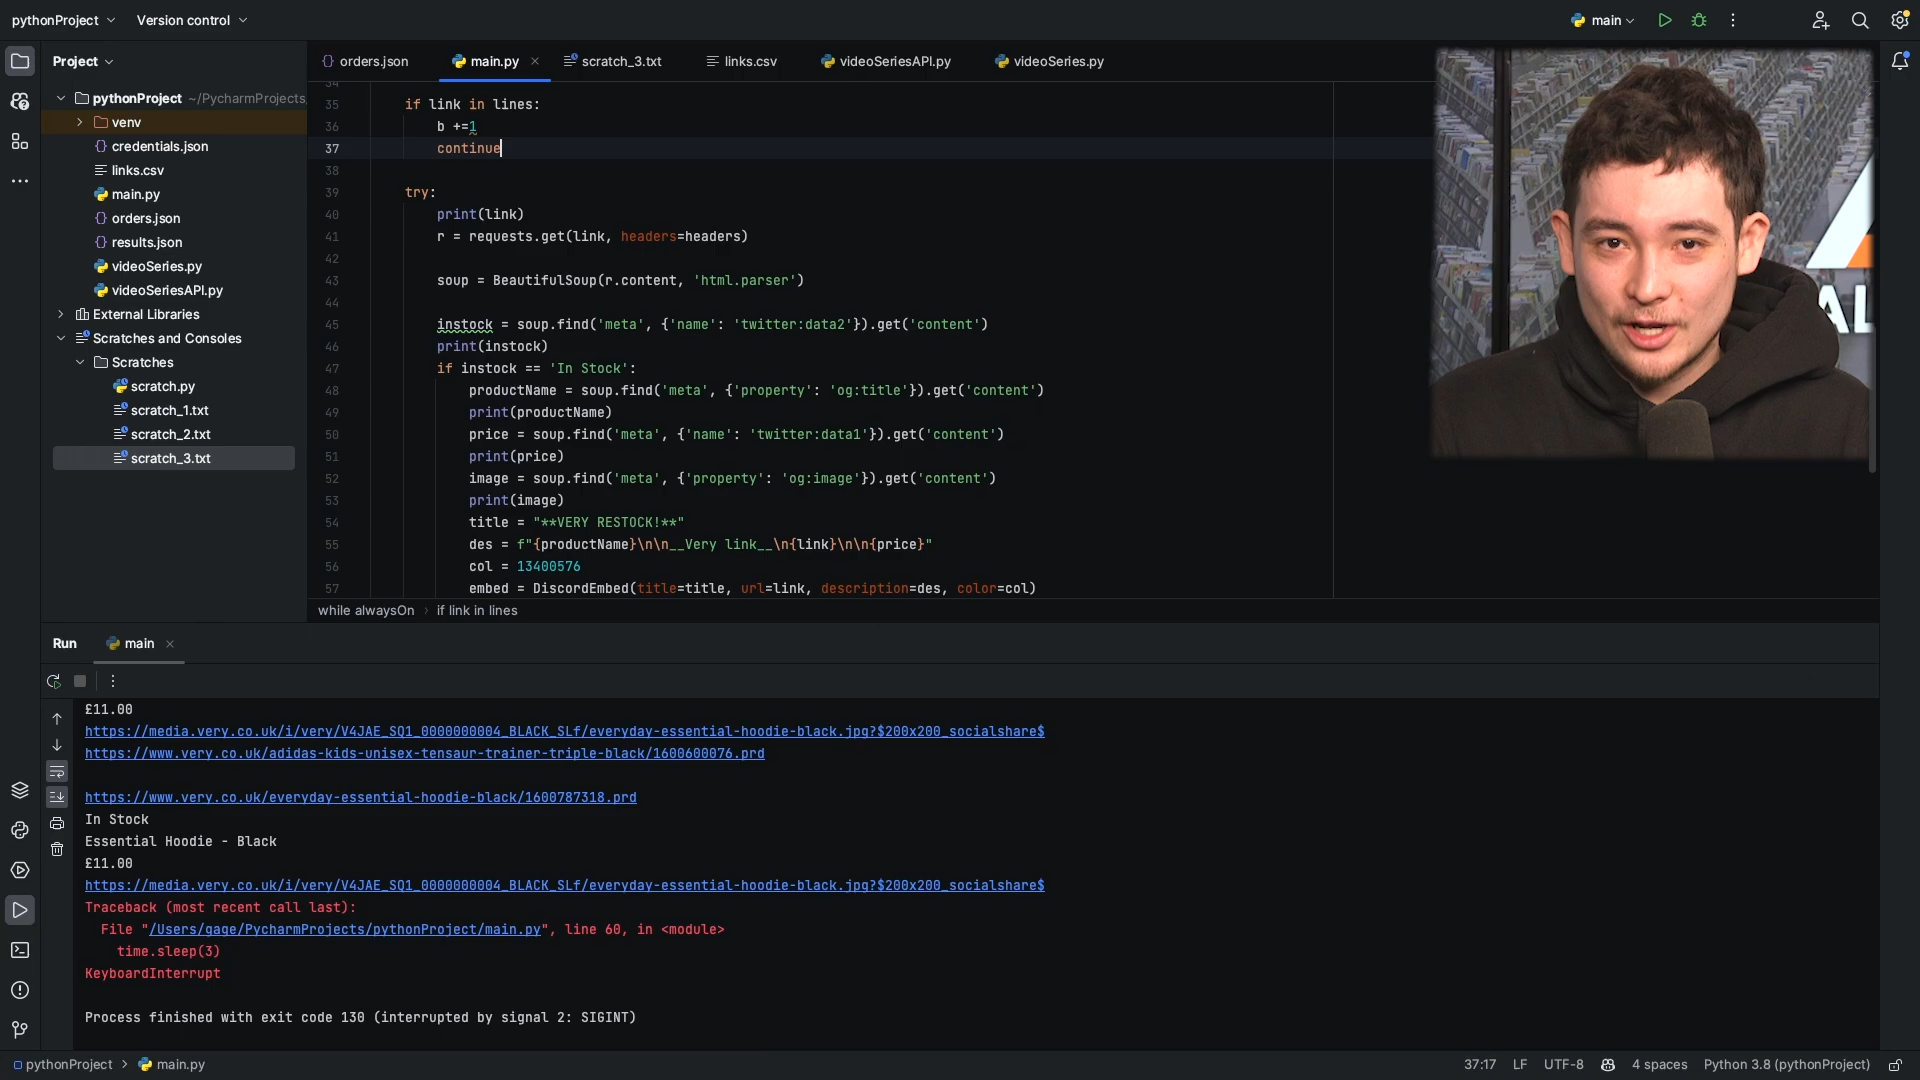 pythonProject
Version control
main
Project
orders.json
main.py
scratch_3.txt
links.csv
videoSeriesAPI.py
videoSeries.py
pythonProject ~/PycharmProjects
venv
credentials.json
links.csv
main.py
orders.json
results.json
videoSeries.py
videoSeriesAPI.py
External Libraries
Scratches and Consoles
Scratches
scratch.py
scratch_1.txt
scratch_2.txt
scratch_3.txt
34
35 if link in lines:
36 b +=1
37 continue
38
39 try:
40 print(link)
41 r = requests.get(link, headers=headers)
42
43 soup = BeautifulSoup(r.content, 'html.parser')
44
45 instock = soup.find('meta', {'name': 'twitter:data2'}).get('content')
46 print(instock)
47 if instock == 'In Stock':
48 productName = soup.find('meta', {'property': 'og:title'}).get('content')
49 print(productName)
50 price = soup.find('meta', {'name': 'twitter:data1'}).get('content')
51 print(price)
52 image = soup.find('meta', {'property': 'og:image'}).get('content')
53 print(image)
54 title = "**VERY RESTOCK!**"
55 des = f"{productName}\n\n__Very link__\n{link}\n\n{price}"
56 col = 13400576
57 embed = DiscordEmbed(title=title, url=link, description=des, color=col)
while alwaysOn › if link in lines
AL
Run
main
£11.00
https://media.very.co.uk/i/very/V4JAE_SQ1_0000000004_BLACK_SLf/everyday-essential-hoodie-black.jpg?$200x200_socialshare$
https://www.very.co.uk/adidas-kids-unisex-tensaur-trainer-triple-black/1600600076.prd
https://www.very.co.uk/everyday-essential-hoodie-black/1600787318.prd
In Stock
Essential Hoodie - Black
£11.00
https://media.very.co.uk/i/very/V4JAE_SQ1_0000000004_BLACK_SLf/everyday-essential-hoodie-black.jpg?$200x200_socialshare$
Traceback (most recent call last):
File "/Users/gage/PycharmProjects/pythonProject/main.py", line 60, in <module>
time.sleep(3)
KeyboardInterrupt
Process finished with exit code 130 (interrupted by signal 2: SIGINT)
pythonProject > main.py
37:17 LF UTF-8 4 spaces Python 3.8 (pythonProject)